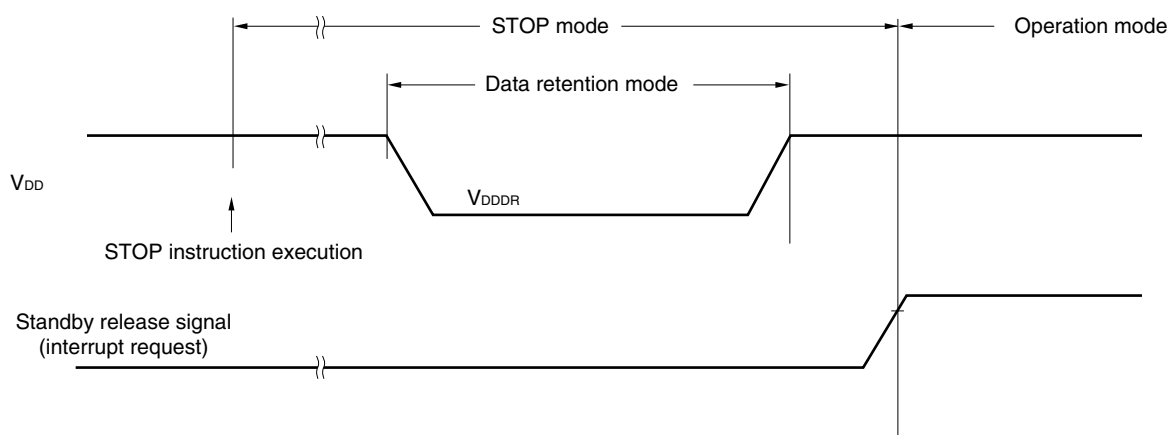 STOP mode
Operation mode
Data retention mode
VDD
VDDDR
STOP instruction execution
Standby release signal
(interrupt request)